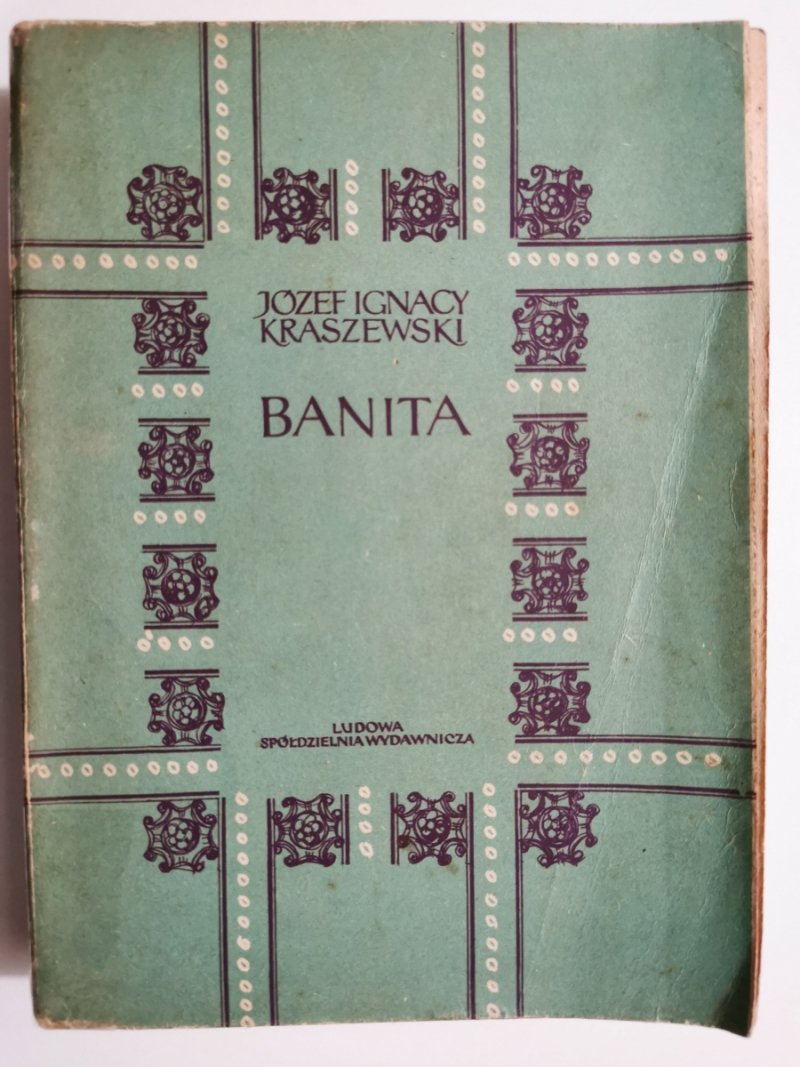 JÓZEF IGNACY
KRASZEWSKI
BANITA
LUDOWA
SPÓŁDZIELNIA WYDAWNICZA